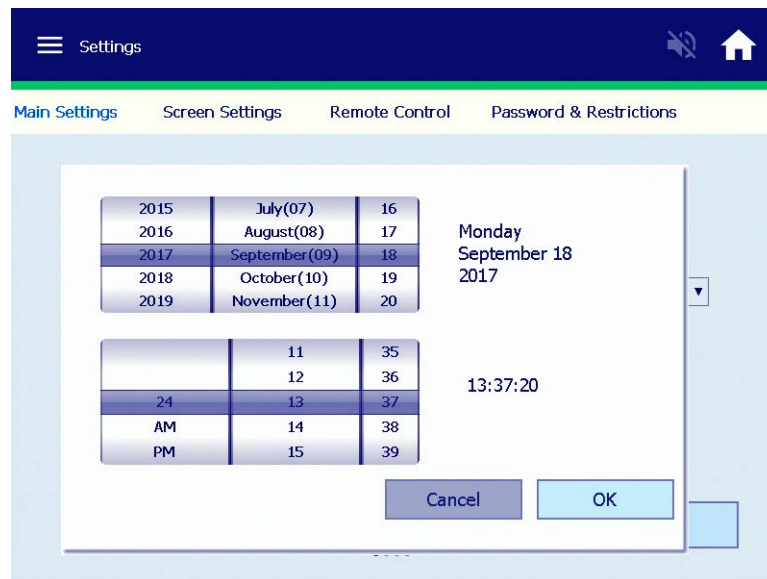 Settings
Main Settings Screen Settings Remote Control Password & Restrictions
2015 July(07) 16
2016 August(08) 17
2017 September(09) 18
2018 October(10) 19
2019 November(11) 20
Monday
September 18
2017
11 35
12 36
24 13 37
AM 14 38
PM 15 39
13:37:20
Cancel OK